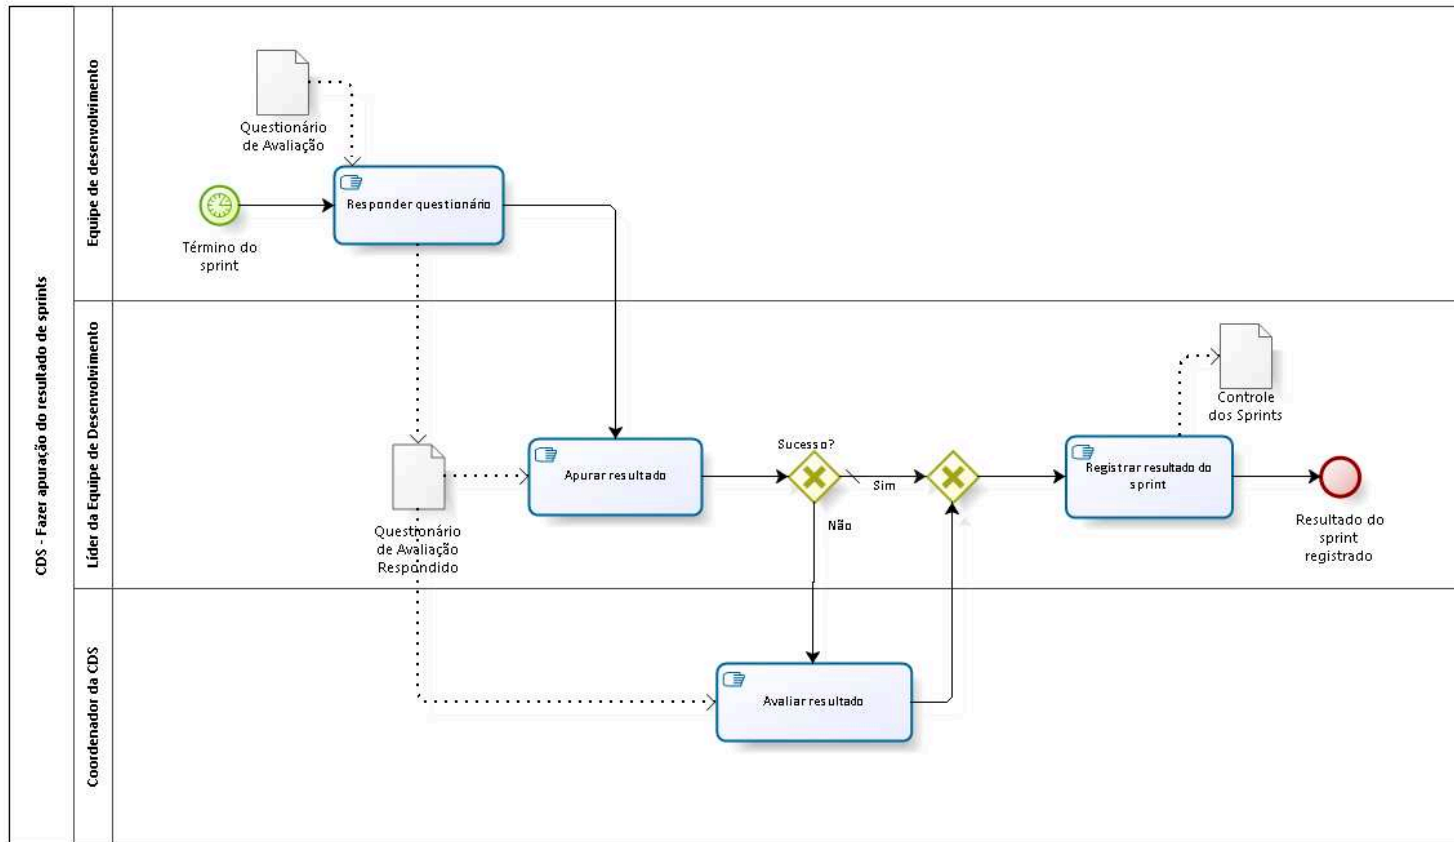 CDS - Fazer apuração do resultado de sprints
Equipe de desenvolvimento
Questionário
de Avaliação
Responder questionário
Término do
sprint
Líder da Equipe de Desenvolvimento
Controle
dos Sprints
Sucesso?
Apurar resultado
Sim
Registrar resultado do
sprint
Não
Resultado do
sprint
registrado
Questionário
de Avaliação
Respondido
Coordenador da CDS
Avaliar resultado